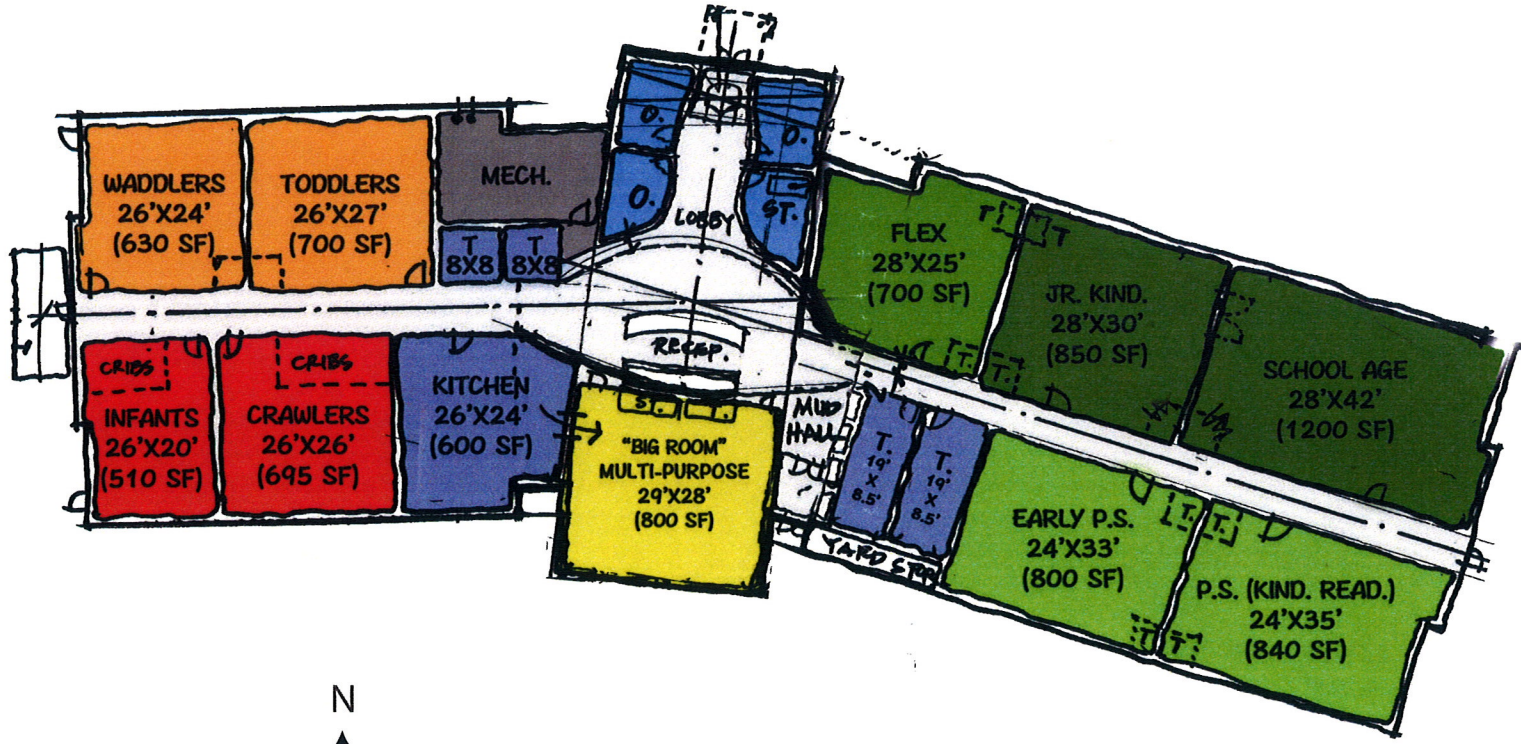 O.
O.
O.
ST.
LOBBY
WADDLERS
26'X24'
(630 SF)
TODDLERS
26'X27'
(700 SF)
MECH.
T
8X8
T
8X8
FLEX
28'X25'
(700 SF)
T
T
T.
T.
JR. KIND.
28'X30'
(850 SF)
SCHOOL AGE
28'X42'
(1200 SF)
CRIBS
INFANTS
26'X20'
(510 SF)
CRIBS
CRAWLERS
26'X26'
(695 SF)
KITCHEN
26'X24'
(600 SF)
RECEP.
ST.
"BIG ROOM"
MULTI-PURPOSE
29'X28'
(800 SF)
MUD
HALL
T.
19'
X
8.5'
T.
19'
X
8.5'
YARD
EARLY P.S.
24'X33'
(800 SF)
T.
T.
T
T
P.S. (KIND. READ.)
24'X35'
(840 SF)
N